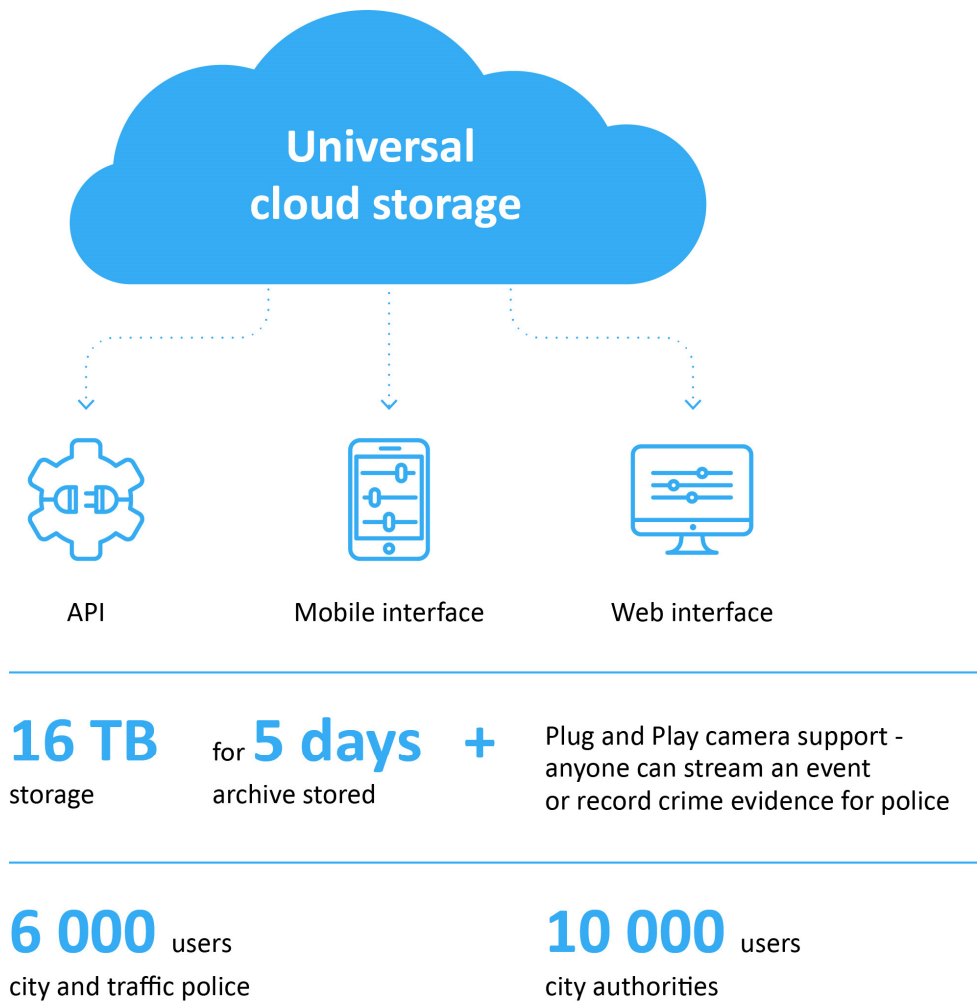 Universal
cloud storage
API
Mobile interface
Web interface
16 TB
storage
for 5 days
archive stored
+
Plug and Play camera support -
anyone can stream an event
or record crime evidence for police
6 000 users
city and traffic police
10 000 users
city authorities